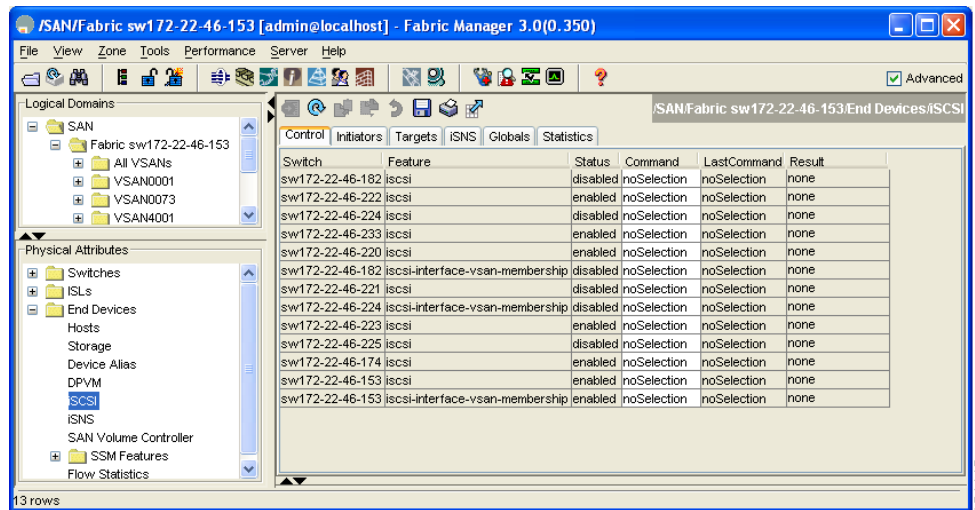 /SAN/Fabric sw172-22-46-153 [admin@localhost] - Fabric Manager 3.0(0.350)
File View Zone Tools Performance Server Help
Advanced
Logical Domains
SAN
Fabric sw172-22-46-153
All VSANs
VSAN0001
VSAN0073
VSAN4001
Physical Attributes
Switches
ISLs
End Devices
Hosts
Storage
Device Alias
DPVM
iSCSI
iSNS
SAN Volume Controller
SSM Features
Flow Statistics
/SAN/Fabric sw172-22-46-153/End Devices/iSCSI
Control Initiators Targets iSNS Globals Statistics
Switch Feature Status Command LastCommand Result
sw172-22-46-182 iscsi disabled noSelection noSelection none
sw172-22-46-222 iscsi enabled noSelection noSelection none
sw172-22-46-224 iscsi disabled noSelection noSelection none
sw172-22-46-233 iscsi enabled noSelection noSelection none
sw172-22-46-220 iscsi enabled noSelection noSelection none
sw172-22-46-182 iscsi-interface-vsan-membership disabled noSelection noSelection none
sw172-22-46-221 iscsi disabled noSelection noSelection none
sw172-22-46-224 iscsi-interface-vsan-membership disabled noSelection noSelection none
sw172-22-46-223 iscsi enabled noSelection noSelection none
sw172-22-46-225 iscsi disabled noSelection noSelection none
sw172-22-46-174 iscsi enabled noSelection noSelection none
sw172-22-46-153 iscsi enabled noSelection noSelection none
sw172-22-46-153 iscsi-interface-vsan-membership enabled noSelection noSelection none
13 rows